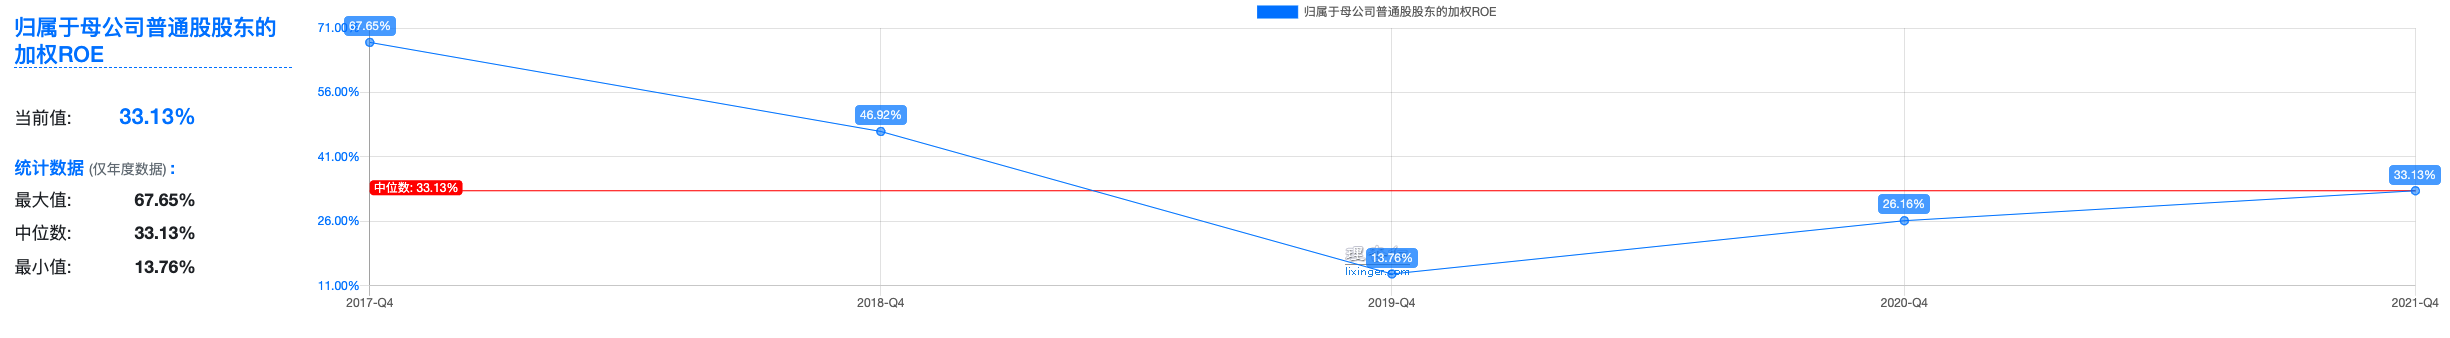 归属于母公司普通股股东的
加权ROE
当前值: 33.13%
统计数据 (仅年度数据) :
最大值: 67.65%
中位数: 33.13%
最小值: 13.76%
归属于母公司普通股股东的加权ROE
71.00%
56.00%
41.00%
26.00%
11.00%
67.65%
46.92%
13.76%
26.16%
33.13%
中位数: 33.13%
理
lixinger.com
2017-Q4 2018-Q4 2019-Q4 2020-Q4 2021-Q4